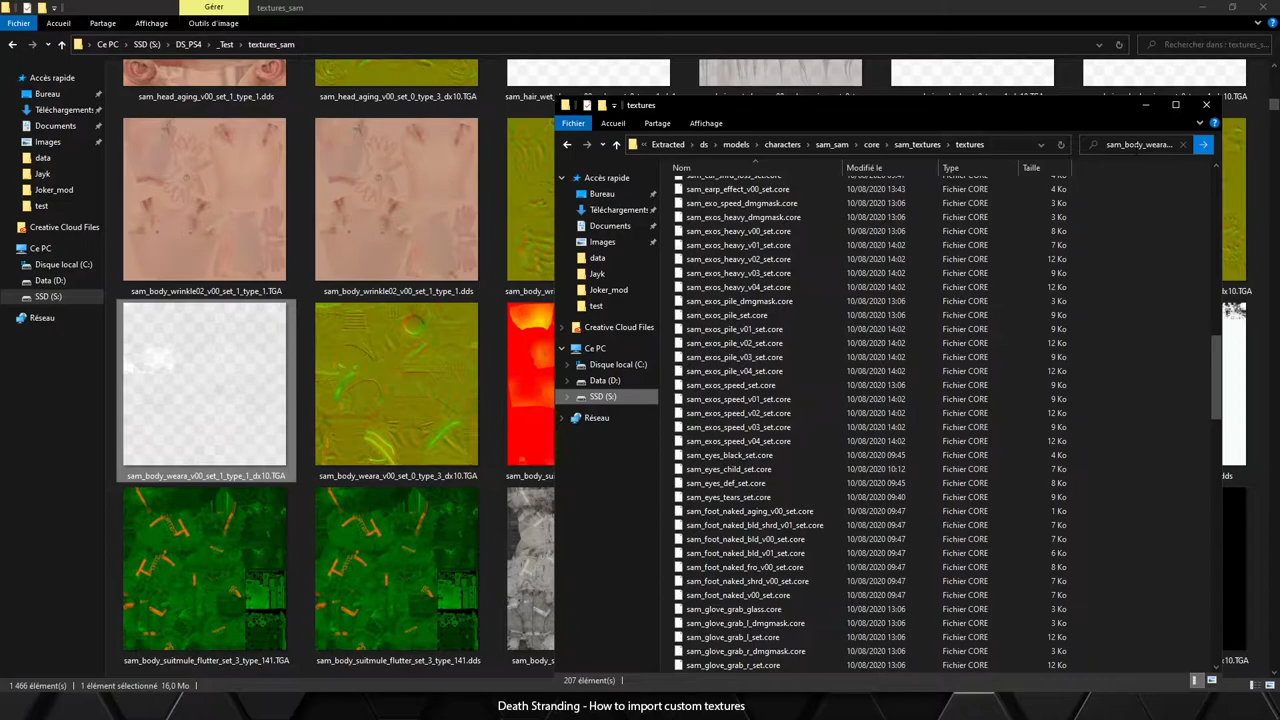 Gérer
textures_sam
Fichier
Accueil
Partage
Affichage
Outils d'image
Ce PC
SSD (S:)
DS_PS4
_Test
textures_sam
Rechercher dans : textures_s...
Accès rapide
Bureau
Téléchargements
Documents
Images
data
Jayk
Joker_mod
test
Creative Cloud Files
Ce PC
Disque local (C:)
Data (D:)
SSD (S:)
Réseau
sam_head_aging_v00_set_1_type_1.dds
sam_head_aging_v00_set_0_type_3_dx10.TGA
sam_body_wrinkle02_v00_set_1_type_1.TGA
sam_body_wrinkle02_v00_set_1_type_1.dds
sam_body_weara_v00_set_1_type_1_dx10.TGA
sam_body_weara_v00_set_0_type_3_dx10.TGA
sam_body_suitmule_flutter_set_3_type_141.TGA
sam_body_suitmule_flutter_set_3_type_141.dds
1 466 élément(s)
1 élément sélectionné 16,0 Mo
textures
Fichier
Accueil
Partage
Affichage
« Extracted
ds
models
characters
sam_sam
core
sam_textures
textures
sam_body_weara...
Accès rapide
Bureau
Téléchargements
Documents
Images
data
Jayk
Joker_mod
test
Creative Cloud Files
Ce PC
Disque local (C:)
Data (D:)
SSD (S:)
Réseau
Nom Modifié le Type Taille
sam_earp_effect_v00_set.core 10/08/2020 13:43 Fichier CORE 4 Ko
sam_exo_speed_dmgmask.core 10/08/2020 13:06 Fichier CORE 3 Ko
sam_exos_heavy_dmgmask.core 10/08/2020 13:06 Fichier CORE 3 Ko
sam_exos_heavy_v00_set.core 10/08/2020 13:06 Fichier CORE 8 Ko
sam_exos_heavy_v01_set.core 10/08/2020 14:02 Fichier CORE 7 Ko
sam_exos_heavy_v02_set.core 10/08/2020 14:02 Fichier CORE 12 Ko
sam_exos_heavy_v03_set.core 10/08/2020 14:02 Fichier CORE 9 Ko
sam_exos_heavy_v04_set.core 10/08/2020 14:02 Fichier CORE 12 Ko
sam_exos_pile_dmgmask.core 10/08/2020 13:06 Fichier CORE 3 Ko
sam_exos_pile_set.core 10/08/2020 13:06 Fichier CORE 9 Ko
sam_exos_pile_v01_set.core 10/08/2020 14:02 Fichier CORE 9 Ko
sam_exos_pile_v02_set.core 10/08/2020 14:02 Fichier CORE 12 Ko
sam_exos_pile_v03_set.core 10/08/2020 14:02 Fichier CORE 9 Ko
sam_exos_pile_v04_set.core 10/08/2020 14:02 Fichier CORE 12 Ko
sam_exos_speed_set.core 10/08/2020 13:06 Fichier CORE 9 Ko
sam_exos_speed_v01_set.core 10/08/2020 14:02 Fichier CORE 9 Ko
sam_exos_speed_v02_set.core 10/08/2020 14:02 Fichier CORE 12 Ko
sam_exos_speed_v03_set.core 10/08/2020 14:02 Fichier CORE 9 Ko
sam_exos_speed_v04_set.core 10/08/2020 14:02 Fichier CORE 12 Ko
sam_eyes_black_set.core 10/08/2020 09:45 Fichier CORE 4 Ko
sam_eyes_child_set.core 10/08/2020 10:12 Fichier CORE 7 Ko
sam_eyes_def_set.core 10/08/2020 09:45 Fichier CORE 8 Ko
sam_eyes_tears_set.core 10/08/2020 09:40 Fichier CORE 9 Ko
sam_foot_naked_aging_v00_set.core 10/08/2020 09:47 Fichier CORE 1 Ko
sam_foot_naked_bld_shrd_v01_set.core 10/08/2020 09:47 Fichier CORE 7 Ko
sam_foot_naked_bld_v00_set.core 10/08/2020 09:47 Fichier CORE 7 Ko
sam_foot_naked_bld_v01_set.core 10/08/2020 09:47 Fichier CORE 6 Ko
sam_foot_naked_fro_v00_set.core 10/08/2020 09:47 Fichier CORE 8 Ko
sam_foot_naked_shrd_v00_set.core 10/08/2020 09:47 Fichier CORE 7 Ko
sam_foot_naked_v00_set.core 10/08/2020 09:47 Fichier CORE 7 Ko
sam_glove_grab_glass.core 10/08/2020 13:06 Fichier CORE 3 Ko
sam_glove_grab_l_dmgmask.core 10/08/2020 13:06 Fichier CORE 3 Ko
sam_glove_grab_l_set.core 10/08/2020 13:06 Fichier CORE 12 Ko
sam_glove_grab_r_dmgmask.core 10/08/2020 13:06 Fichier CORE 3 Ko
sam_glove_grab_r_set.core 10/08/2020 13:06 Fichier CORE 12 Ko
207 élément(s)
Death Stranding - How to import custom textures